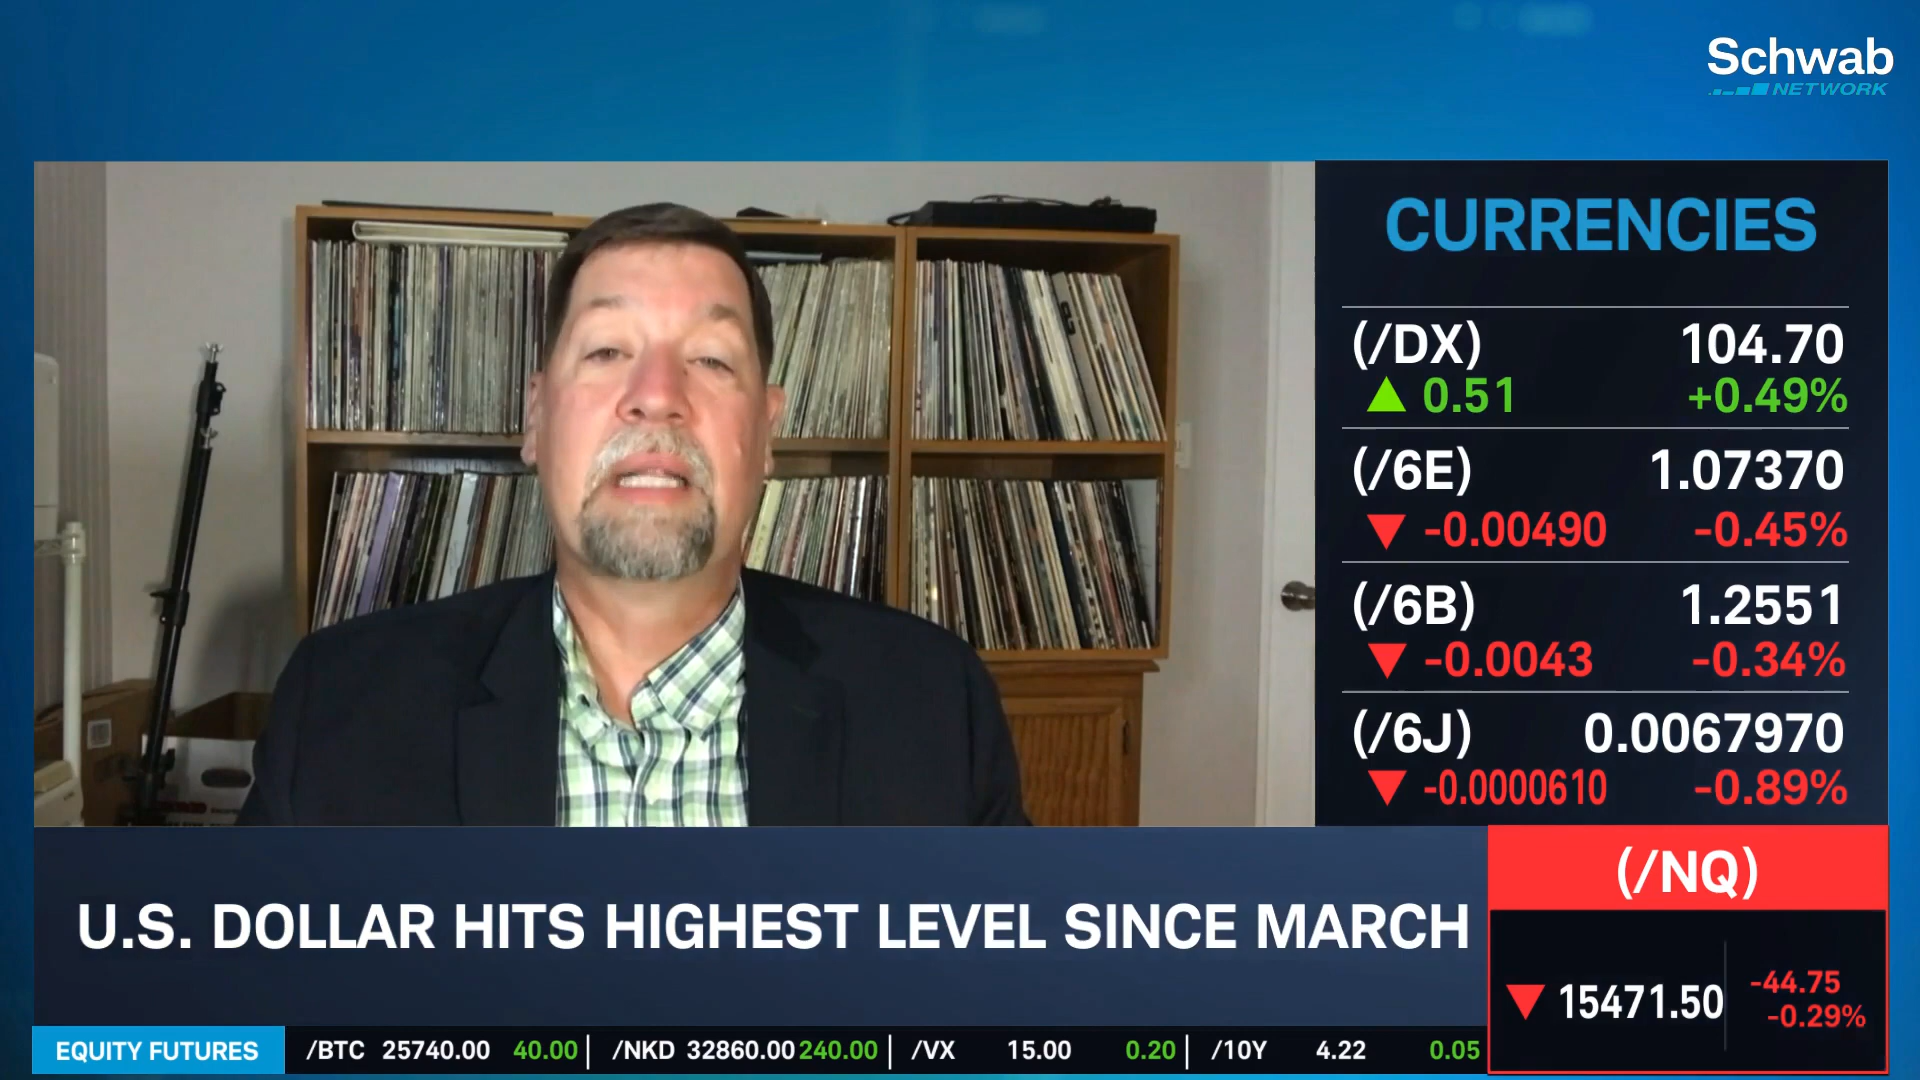 Schwab
NETWORK
CURRENCIES
(/DX) 104.70
0.51 +0.49%
(/6E) 1.07370
-0.00490 -0.45%
(/6B) 1.2551
-0.0043 -0.34%
(/6J) 0.0067970
-0.0000610 -0.89%
U.S. DOLLAR HITS HIGHEST LEVEL SINCE MARCH
(/NQ)
15471.50 -44.75
-0.29%
EQUITY FUTURES /BTC 25740.00 40.00 /NKD 32860.00 240.00 /VX 15.00 0.20 /10Y 4.22 0.05